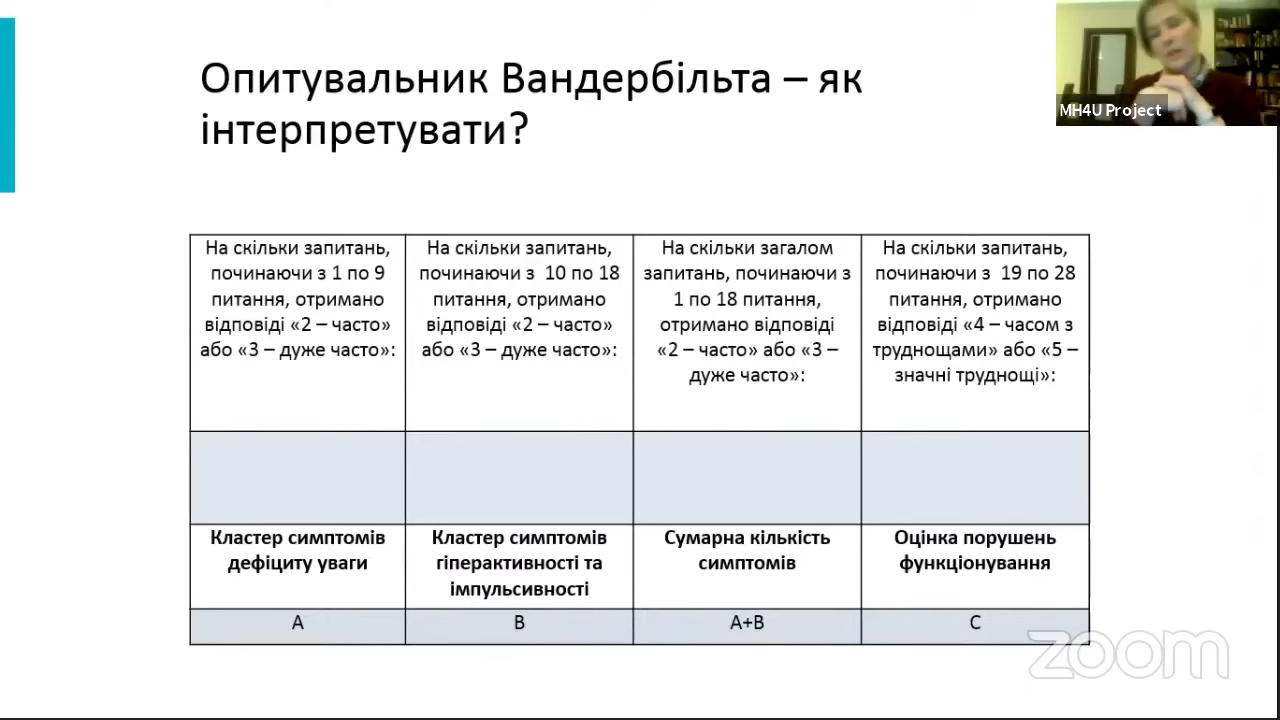 Опитувальник Вандербільта – як
інтерпретувати?
MH4U Project
На скільки запитань,
починаючи з 1 по 9
питання, отримано
відповіді «2 – часто»
або «3 – дуже часто»:
На скільки запитань,
починаючи з 10 по 18
питання, отримано
відповіді «2 – часто»
або «3 – дуже часто»:
На скільки загалом
запитань, починаючи з
1 по 18 питання,
отримано відповіді
«2 – часто» або «3 –
дуже часто»:
На скільки запитань,
починаючи з 19 по 28
питання, отримано
відповіді «4 – часом з
труднощами» або «5 –
значні труднощі»:
Кластер симптомів
дефіциту уваги
Кластер симптомів
гіперактивності та
імпульсивності
Сумарна кількість
симптомів
Оцінка порушень
функціонування
A
B
A+B
C
zoom